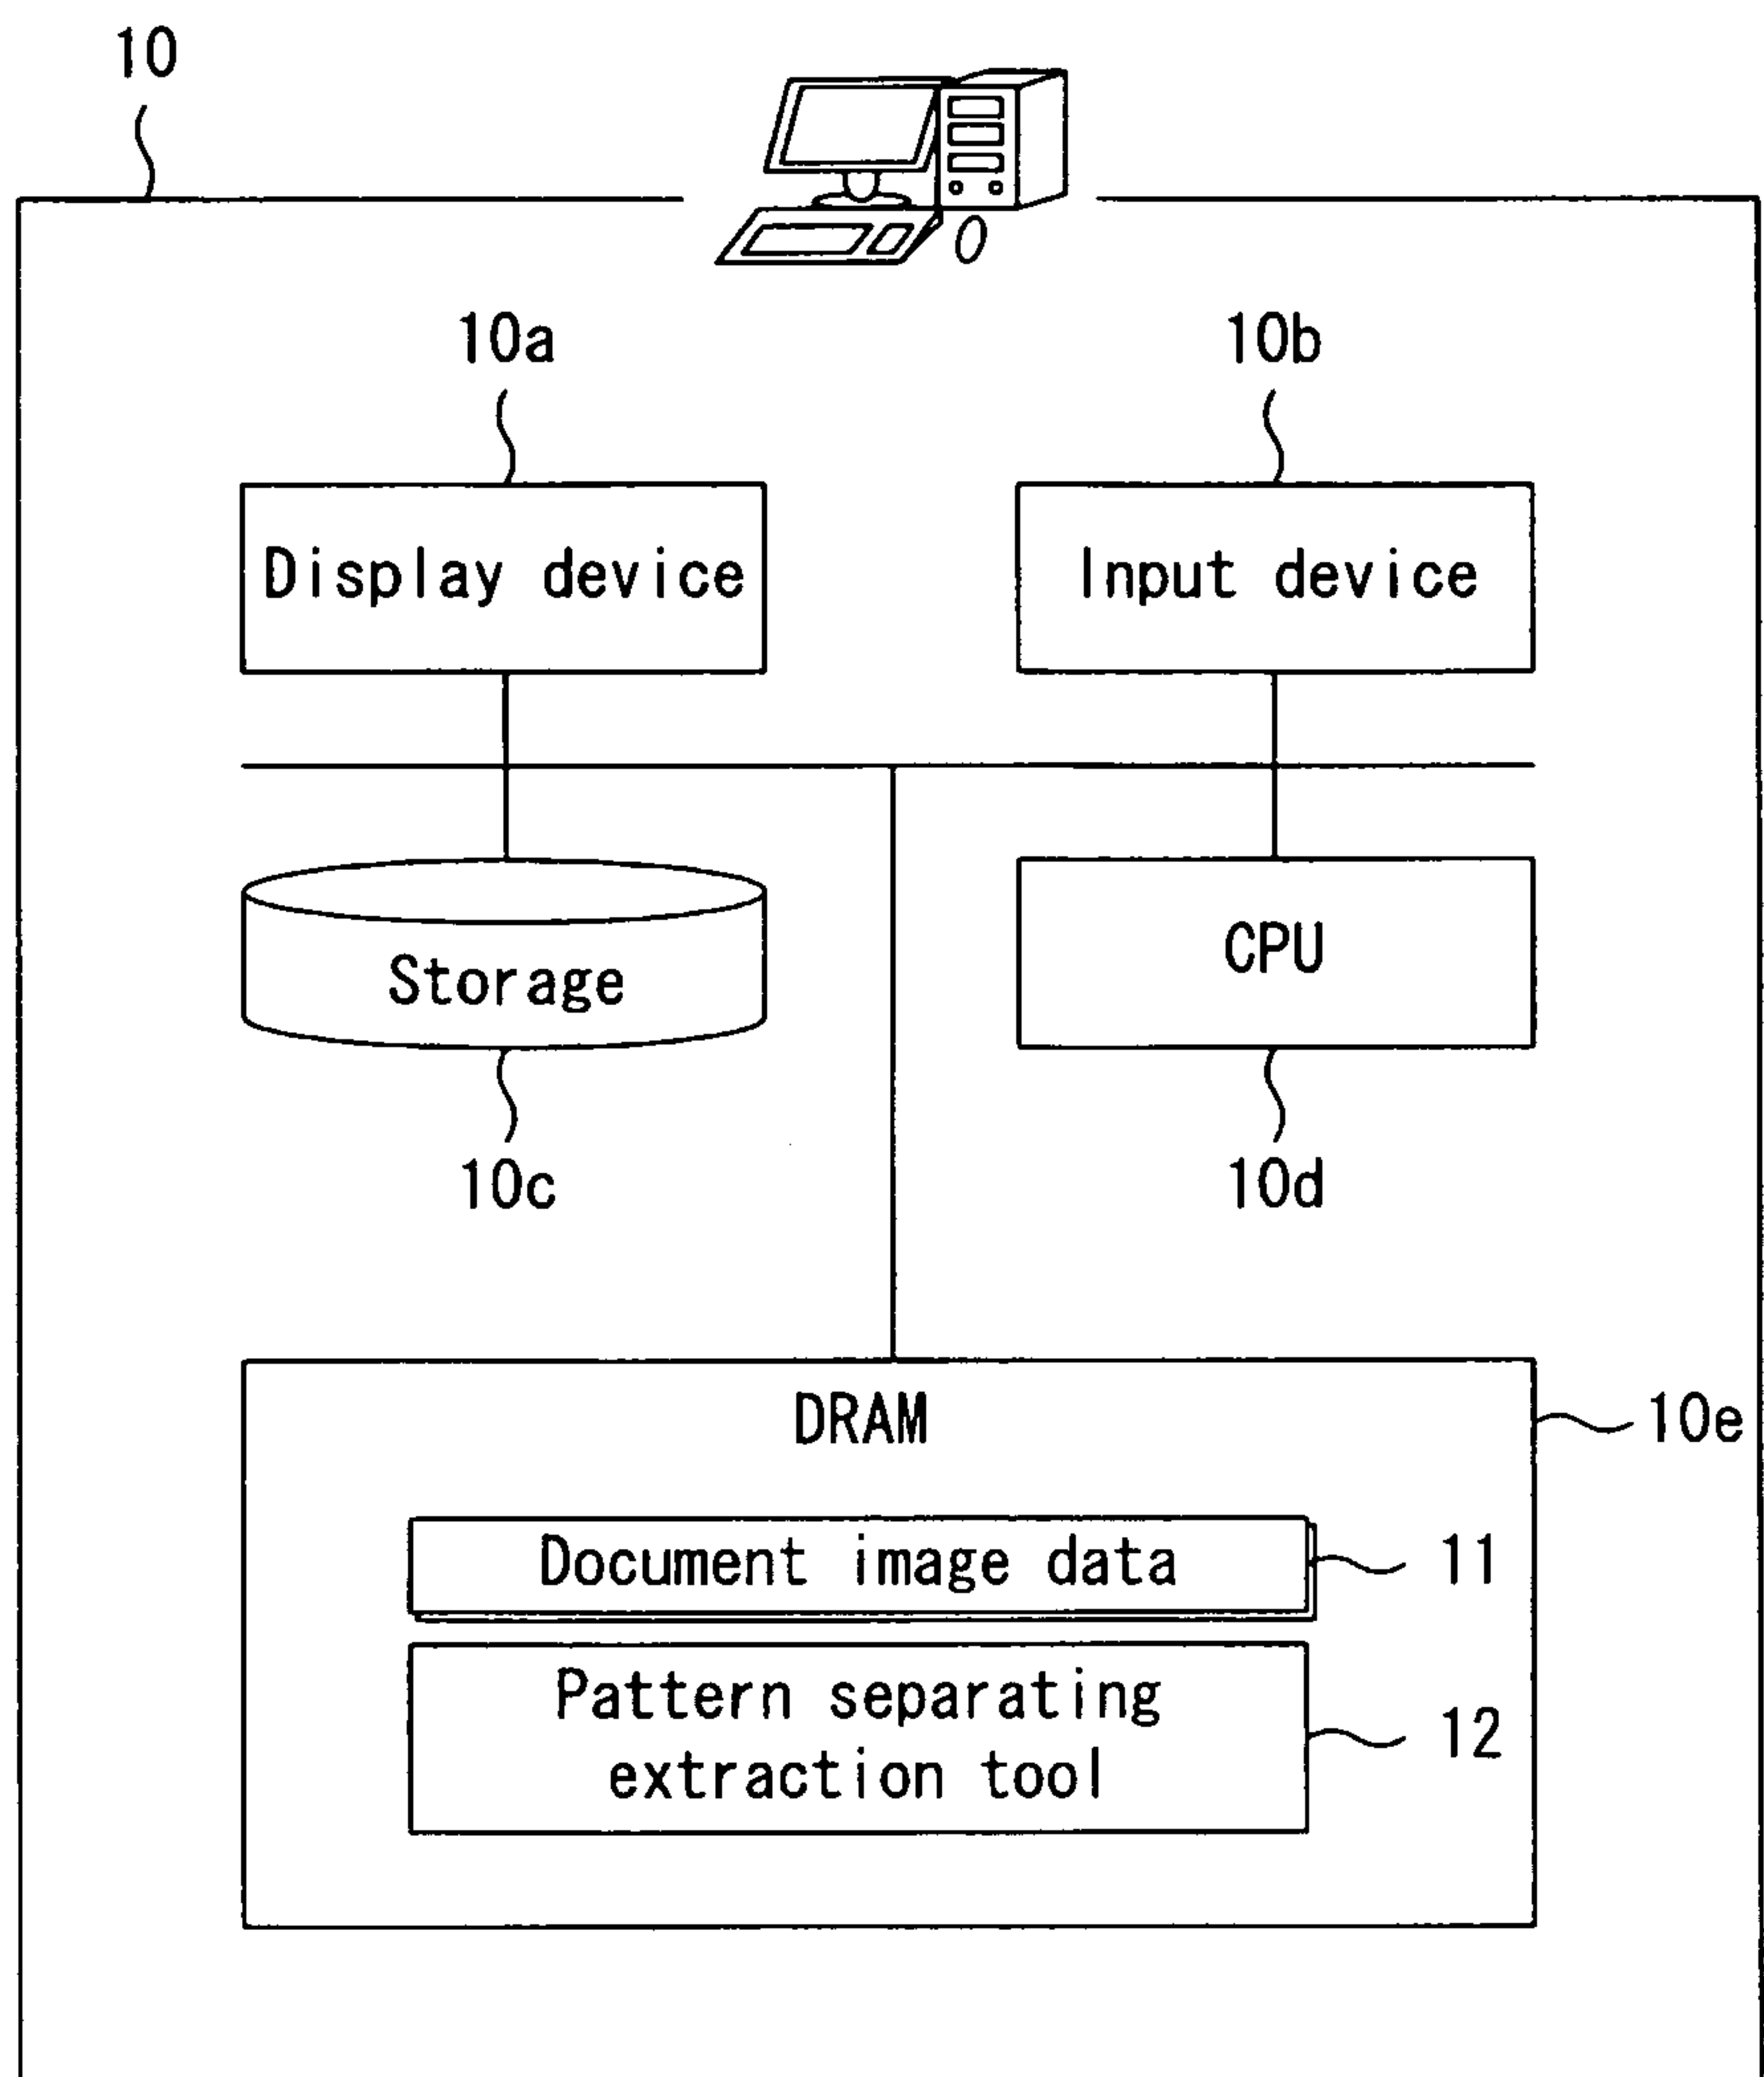 10
10a
10b
Display device
Input device
Storage
CPU
10c
10d
DRAM
10e
Document image data
11
Pattern separating
extraction tool
12